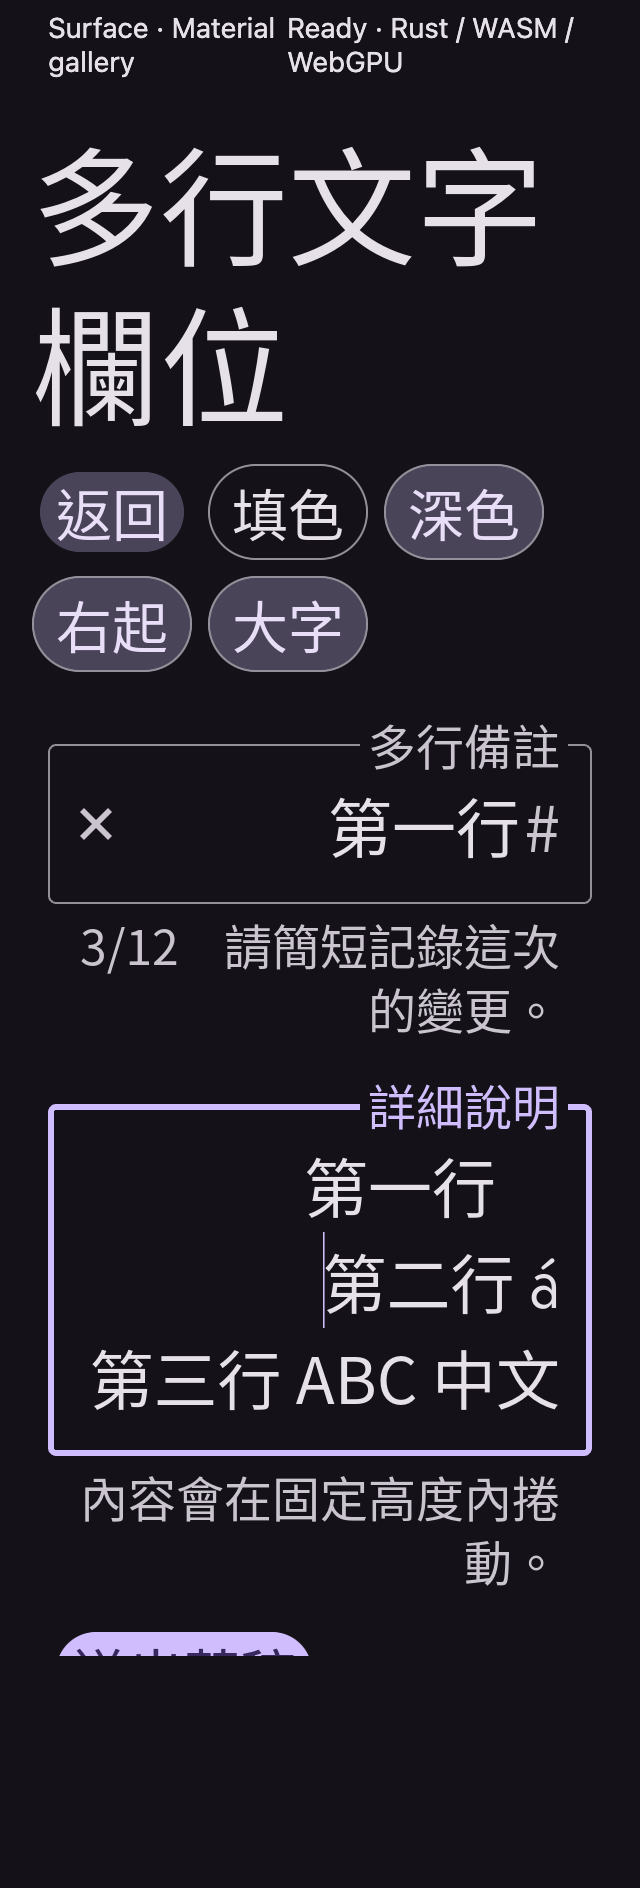 Surface · Material gallery
Ready · Rust / WASM / WebGPU
多行文字
欄位
返回
填色
深色
右起
大字
多行備註
第一行#
3/12
請簡短記錄這次
的變更。
詳細說明
第一行
第二行 á
第三行 ABC 中文
內容會在固定高度內捲
動。